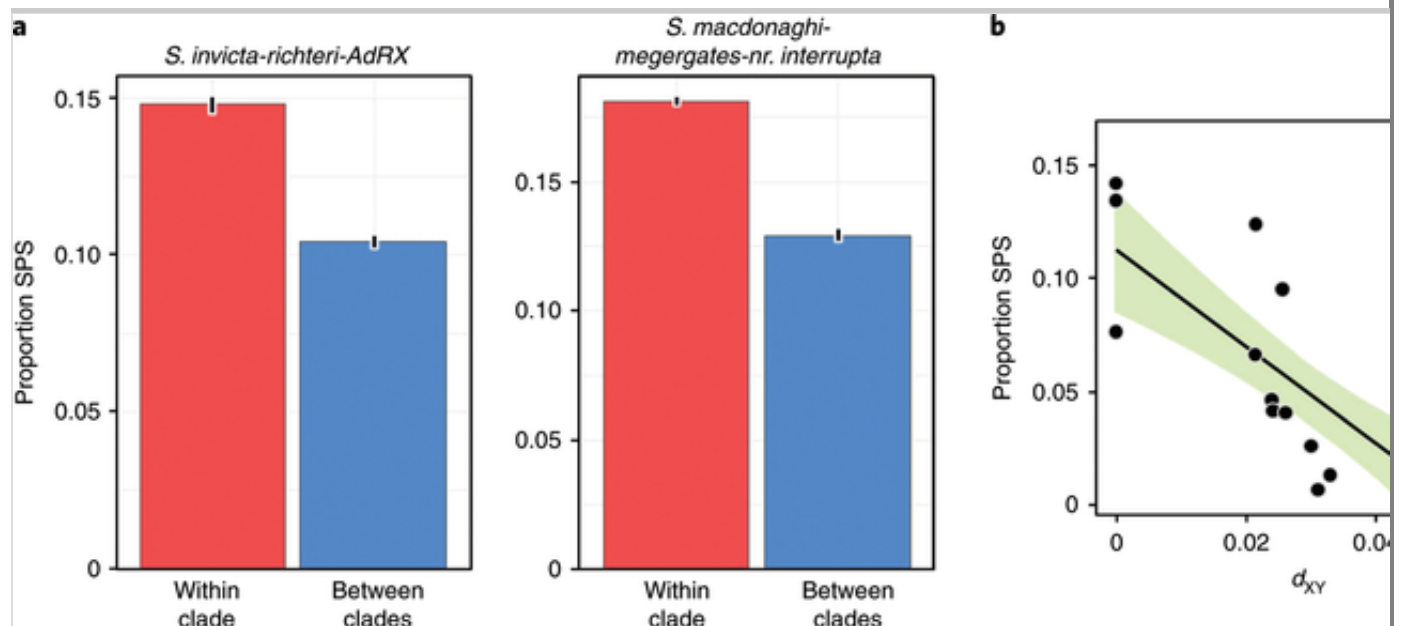 a
S. invicta-richteri-AdRX
Proportion SPS
0.15
0.10
0.05
0
Within
clade
Between
clades
S. macdonaghi-
megergates-nr. interrupta
0.15
0.10
0.05
0
Within
clade
Between
clades
b
Proportion SPS
0.15
0.10
0.05
0
0
0.02
dXY